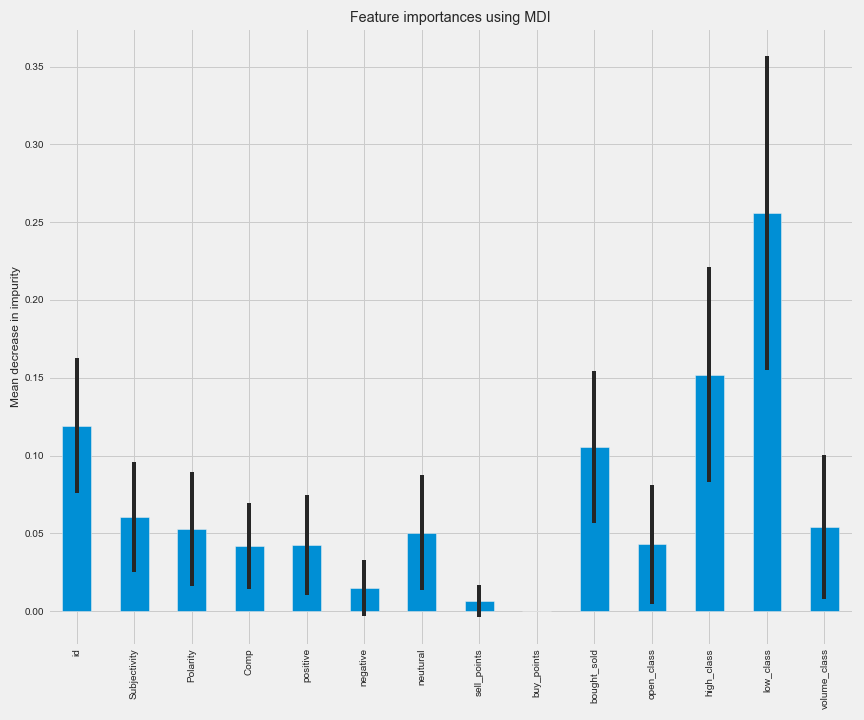 Feature importances using MDI
Mean decrease in impurity
0.35
0.30
0.25
0.20
0.15
0.10
0.05
0.00
id
Subjectivity
Polarity
Comp
positive
negative
neutural
sell_points
buy_points
bought_sold
open_class
high_class
low_class
volume_class